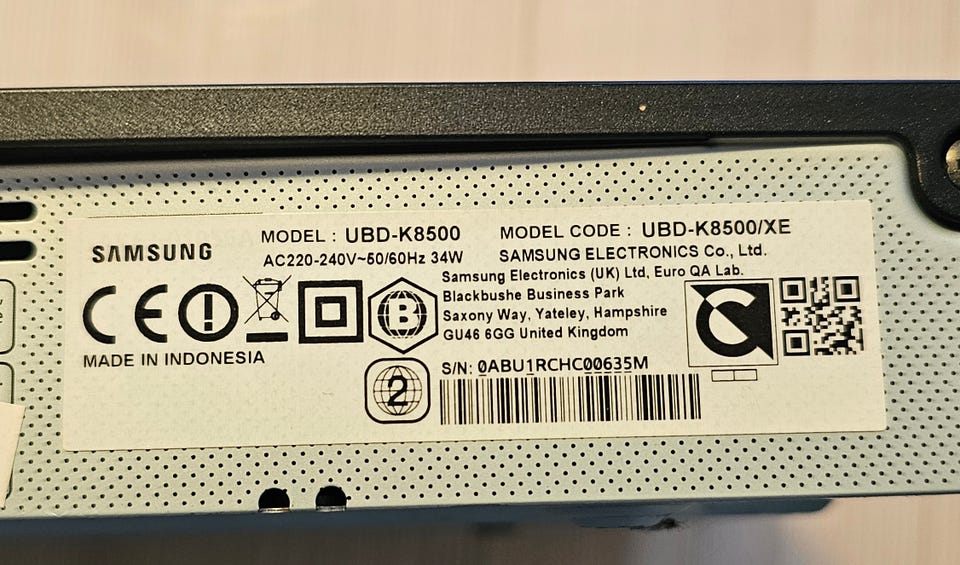 SAMSUNG
MODEL : UBD-K8500 MODEL CODE : UBD-K8500/XE
AC220-240V~50/60Hz 34W SAMSUNG ELECTRONICS Co., Ltd.
Samsung Electronics (UK) Ltd, Euro QA Lab.
Blackbushe Business Park
Saxony Way, Yateley, Hampshire
GU46 6GG United Kingdom
CE
B
MADE IN INDONESIA
2
S/N: 0ABU1RCHC00635M